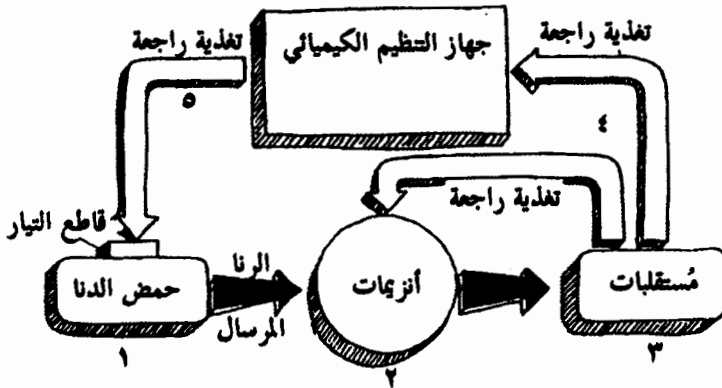 تغذية راجعة
جهاز التنظيم الكيميائي
تغذية راجعة
٥
٤
تغذية راجعة
قاطع التيار
حمض الدنا
الرنا
المرسال
أنزيمات
مُستقلبات
١
٢
٣